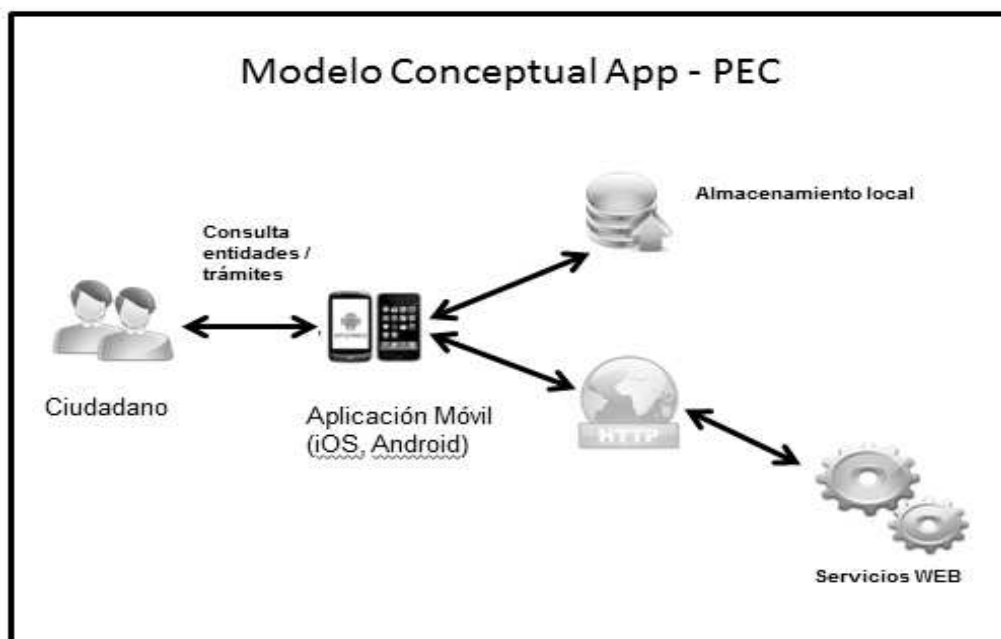 Modelo Conceptual App - PEC
Almacenamiento local
Consulta
entidades /
trámites
Ciudadano
Aplicación Móvil
(iOS, Android)
HTTP
Servicios WEB